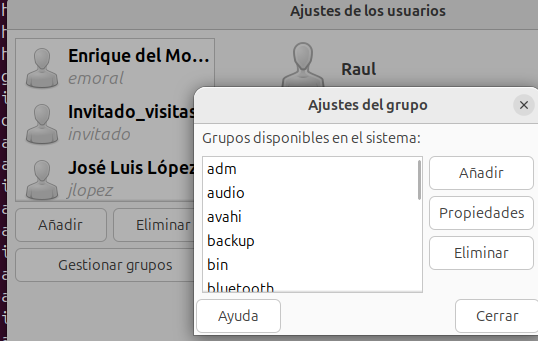 Ajustes de los usuarios
Enrique del Mo...
emoral
Invitado_visitas
invitado
José Luis López
jlopez
Añadir
Eliminar
Gestionar grupos
Raul
Ajustes del grupo
Grupos disponibles en el sistema:
adm
audio
avahi
backup
bin
bluetooth
Añadir
Propiedades
Eliminar
Ayuda
Cerrar